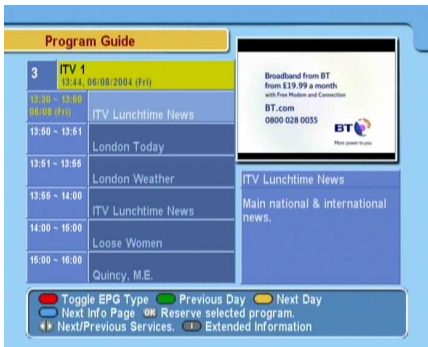 Program Guide
3 ITV 1
13:44, 06/08/2004 (Fri)
13:30 ~ 13:50
06/08 (Fri) ITV Lunchtime News
13:50 ~ 13:51
London Today
13:51 ~ 13:55
London Weather
13:55 ~ 14:00
ITV Lunchtime News
14:00 ~ 15:00
Loose Women
15:00 ~ 16:00
Quincy, M.E.
Broadband from BT
from £19.99 a month
with Free Modem and Connection
BT.com
0800 028 0035
BT
More power to you
ITV Lunchtime News
Main national & international
news.
Toggle EPG Type Previous Day Next Day
Next Info Page OK Reserve selected program.
Next/Previous Services. Extended Information